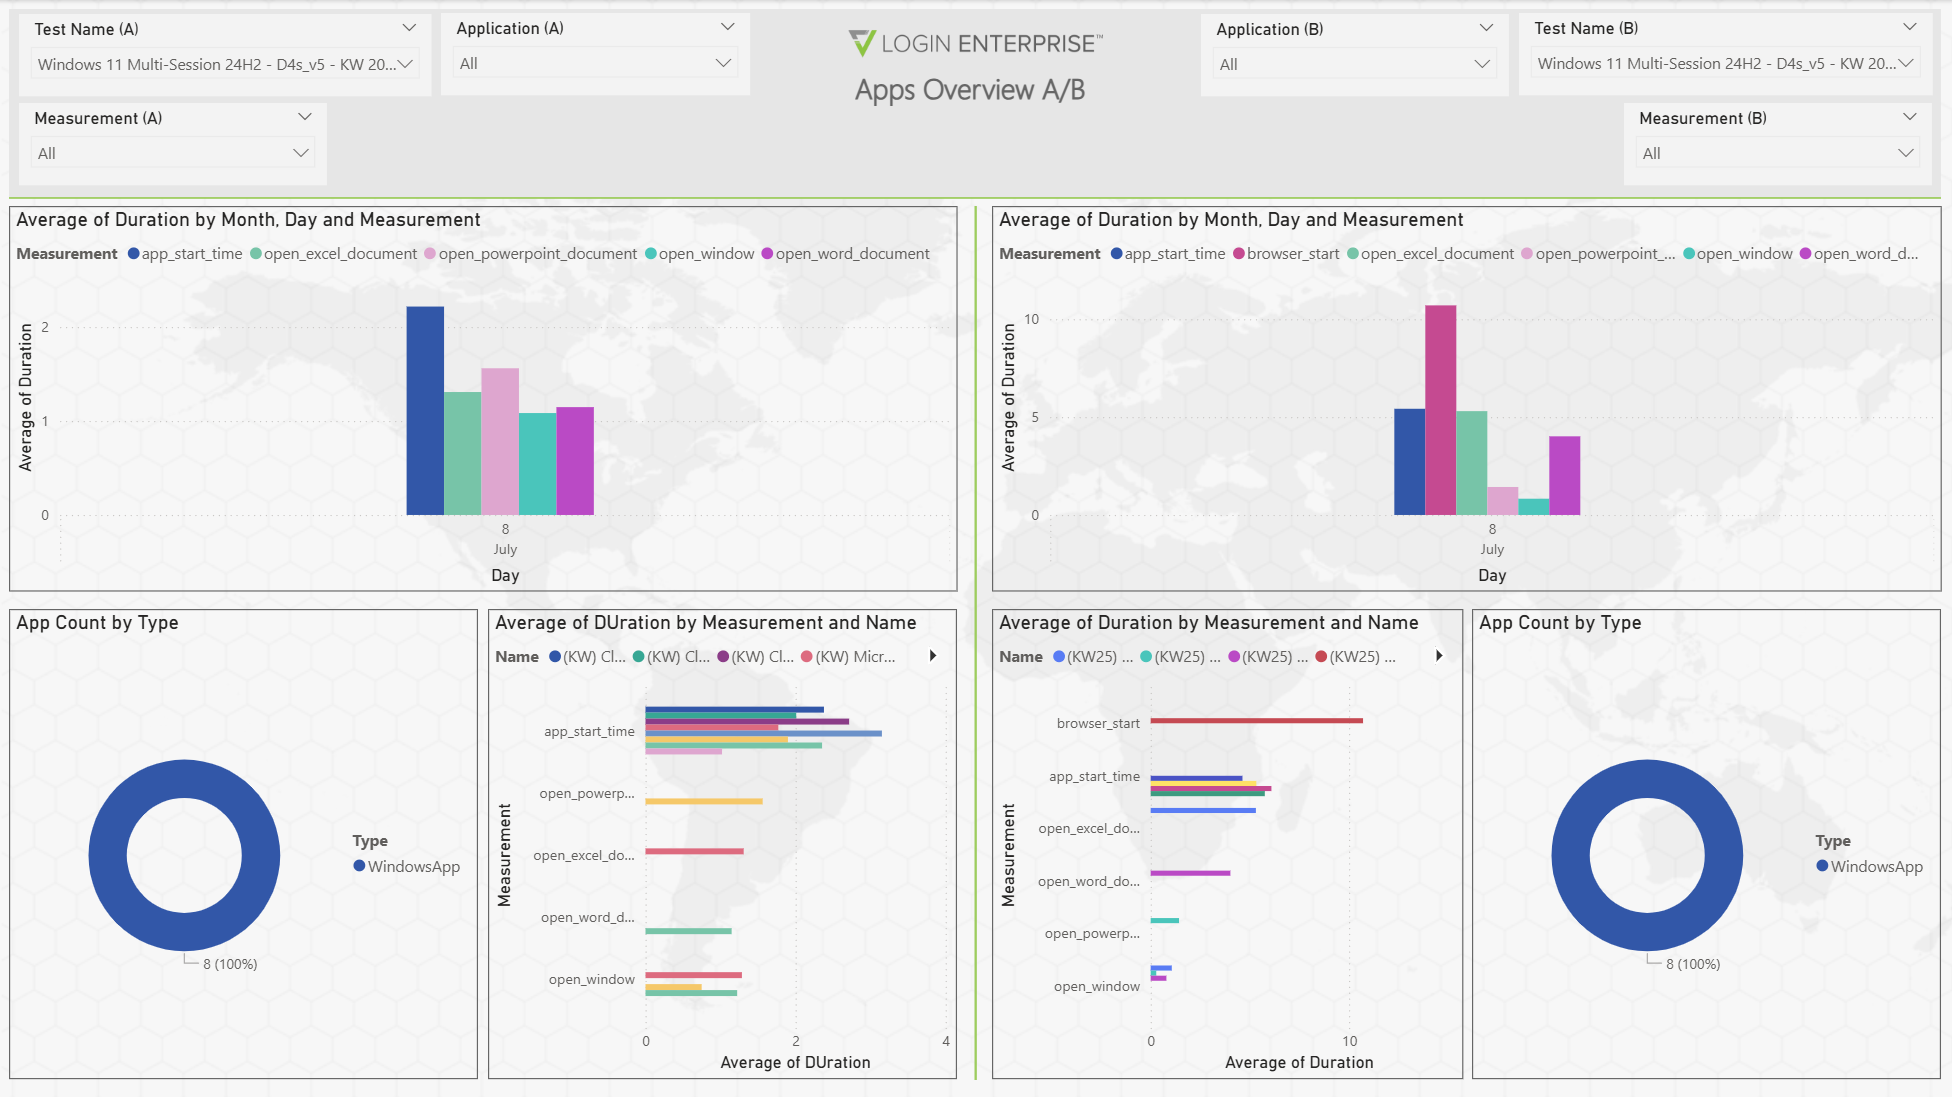 Test Name (A)
Windows 11 Multi-Session 24H2 - D4s_v5 - KW 20...
Application (A)
All
LOGIN ENTERPRISE™
Apps Overview A/B
Application (B)
All
Test Name (B)
Windows 11 Multi-Session 24H2 - D4s_v5 - KW 20...
Measurement (A)
All
Measurement (B)
All
Average of Duration by Month, Day and Measurement
Measurement app_start_time open_excel_document open_powerpoint_document open_window open_word_document
Average of Duration
2
1
0
8
July
Day
Average of Duration by Month, Day and Measurement
Measurement app_start_time browser_start open_excel_document open_powerpoint_... open_window open_word_d...
Average of Duration
10
5
0
8
July
Day
App Count by Type
8 (100%)
Type
WindowsApp
Average of DUration by Measurement and Name
Name (KW) Cl... (KW) Cl... (KW) Cl... (KW) Micr...
Measurement
app_start_time
open_powerp...
open_excel_do...
open_word_d...
open_window
0 2 4
Average of DUration
Average of Duration by Measurement and Name
Name (KW25) ... (KW25) ... (KW25) ... (KW25) ...
Measurement
browser_start
app_start_time
open_excel_do...
open_word_do...
open_powerp...
open_window
0 10
Average of Duration
App Count by Type
8 (100%)
Type
WindowsApp